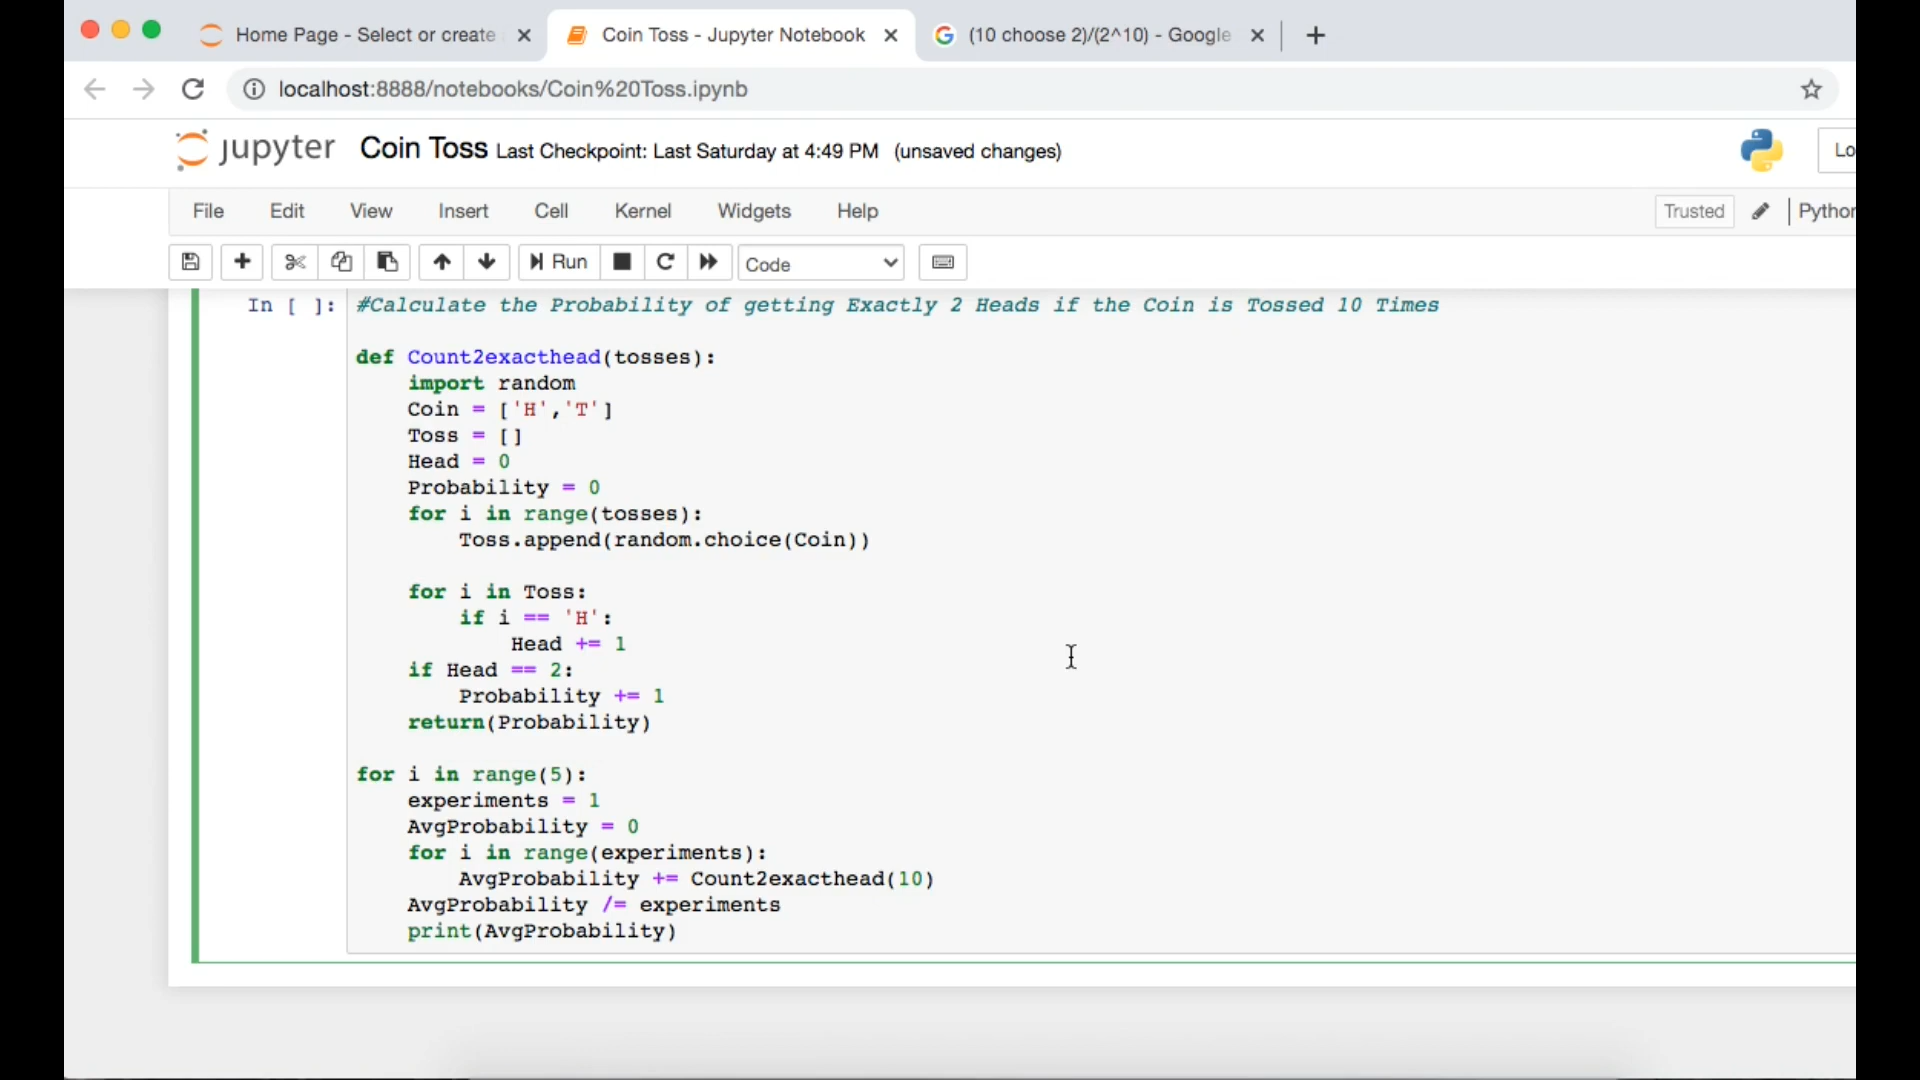 Home Page - Select or create
Coin Toss - Jupyter Notebook
(10 choose 2)/(2^10) - Google
localhost:8888/notebooks/Coin%20Toss.ipynb
jupyter Coin Toss Last Checkpoint: Last Saturday at 4:49 PM (unsaved changes)
Lo
File Edit View Insert Cell Kernel Widgets Help Trusted Python
Run Code
In [ ]: #Calculate the Probability of getting Exactly 2 Heads if the Coin is Tossed 10 Times
def Count2exacthead(tosses):
    import random
    Coin = ['H','T']
    Toss = []
    Head = 0
    Probability = 0
    for i in range(tosses):
        Toss.append(random.choice(Coin))
    for i in Toss:
        if i == 'H':
            Head += 1
    if Head == 2:
        Probability += 1
    return(Probability)
for i in range(5):
    experiments = 1
    AvgProbability = 0
    for i in range(experiments):
        AvgProbability += Count2exacthead(10)
    AvgProbability /= experiments
    print(AvgProbability)